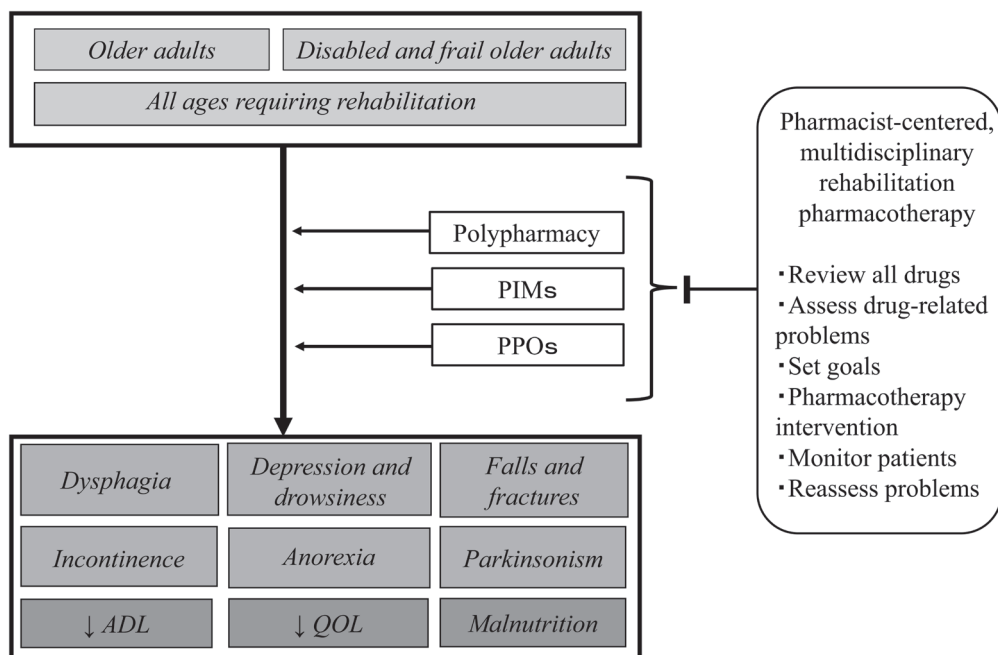 Older adults
Disabled and frail older adults
All ages requiring rehabilitation
Polypharmacy
PIMs
PPOs
Pharmacist-centered,
multidisciplinary
rehabilitation
pharmacotherapy
・Review all drugs
・Assess drug-related
problems
・Set goals
・Pharmacotherapy
intervention
・Monitor patients
・Reassess problems
Dysphagia
Depression and
drowsiness
Falls and
fractures
Incontinence
Anorexia
Parkinsonism
↓ ADL
↓ QOL
Malnutrition